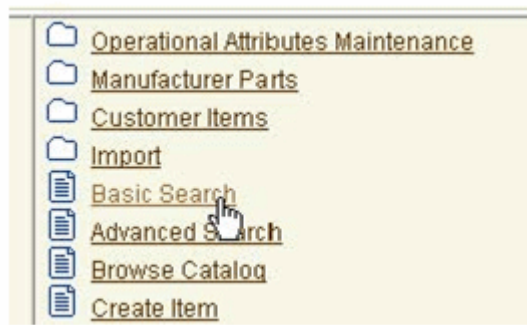 Operational Attributes Maintenance
Manufacturer Parts
Customer Items
Import
Basic Search
Advanced Search
Browse Catalog
Create Item